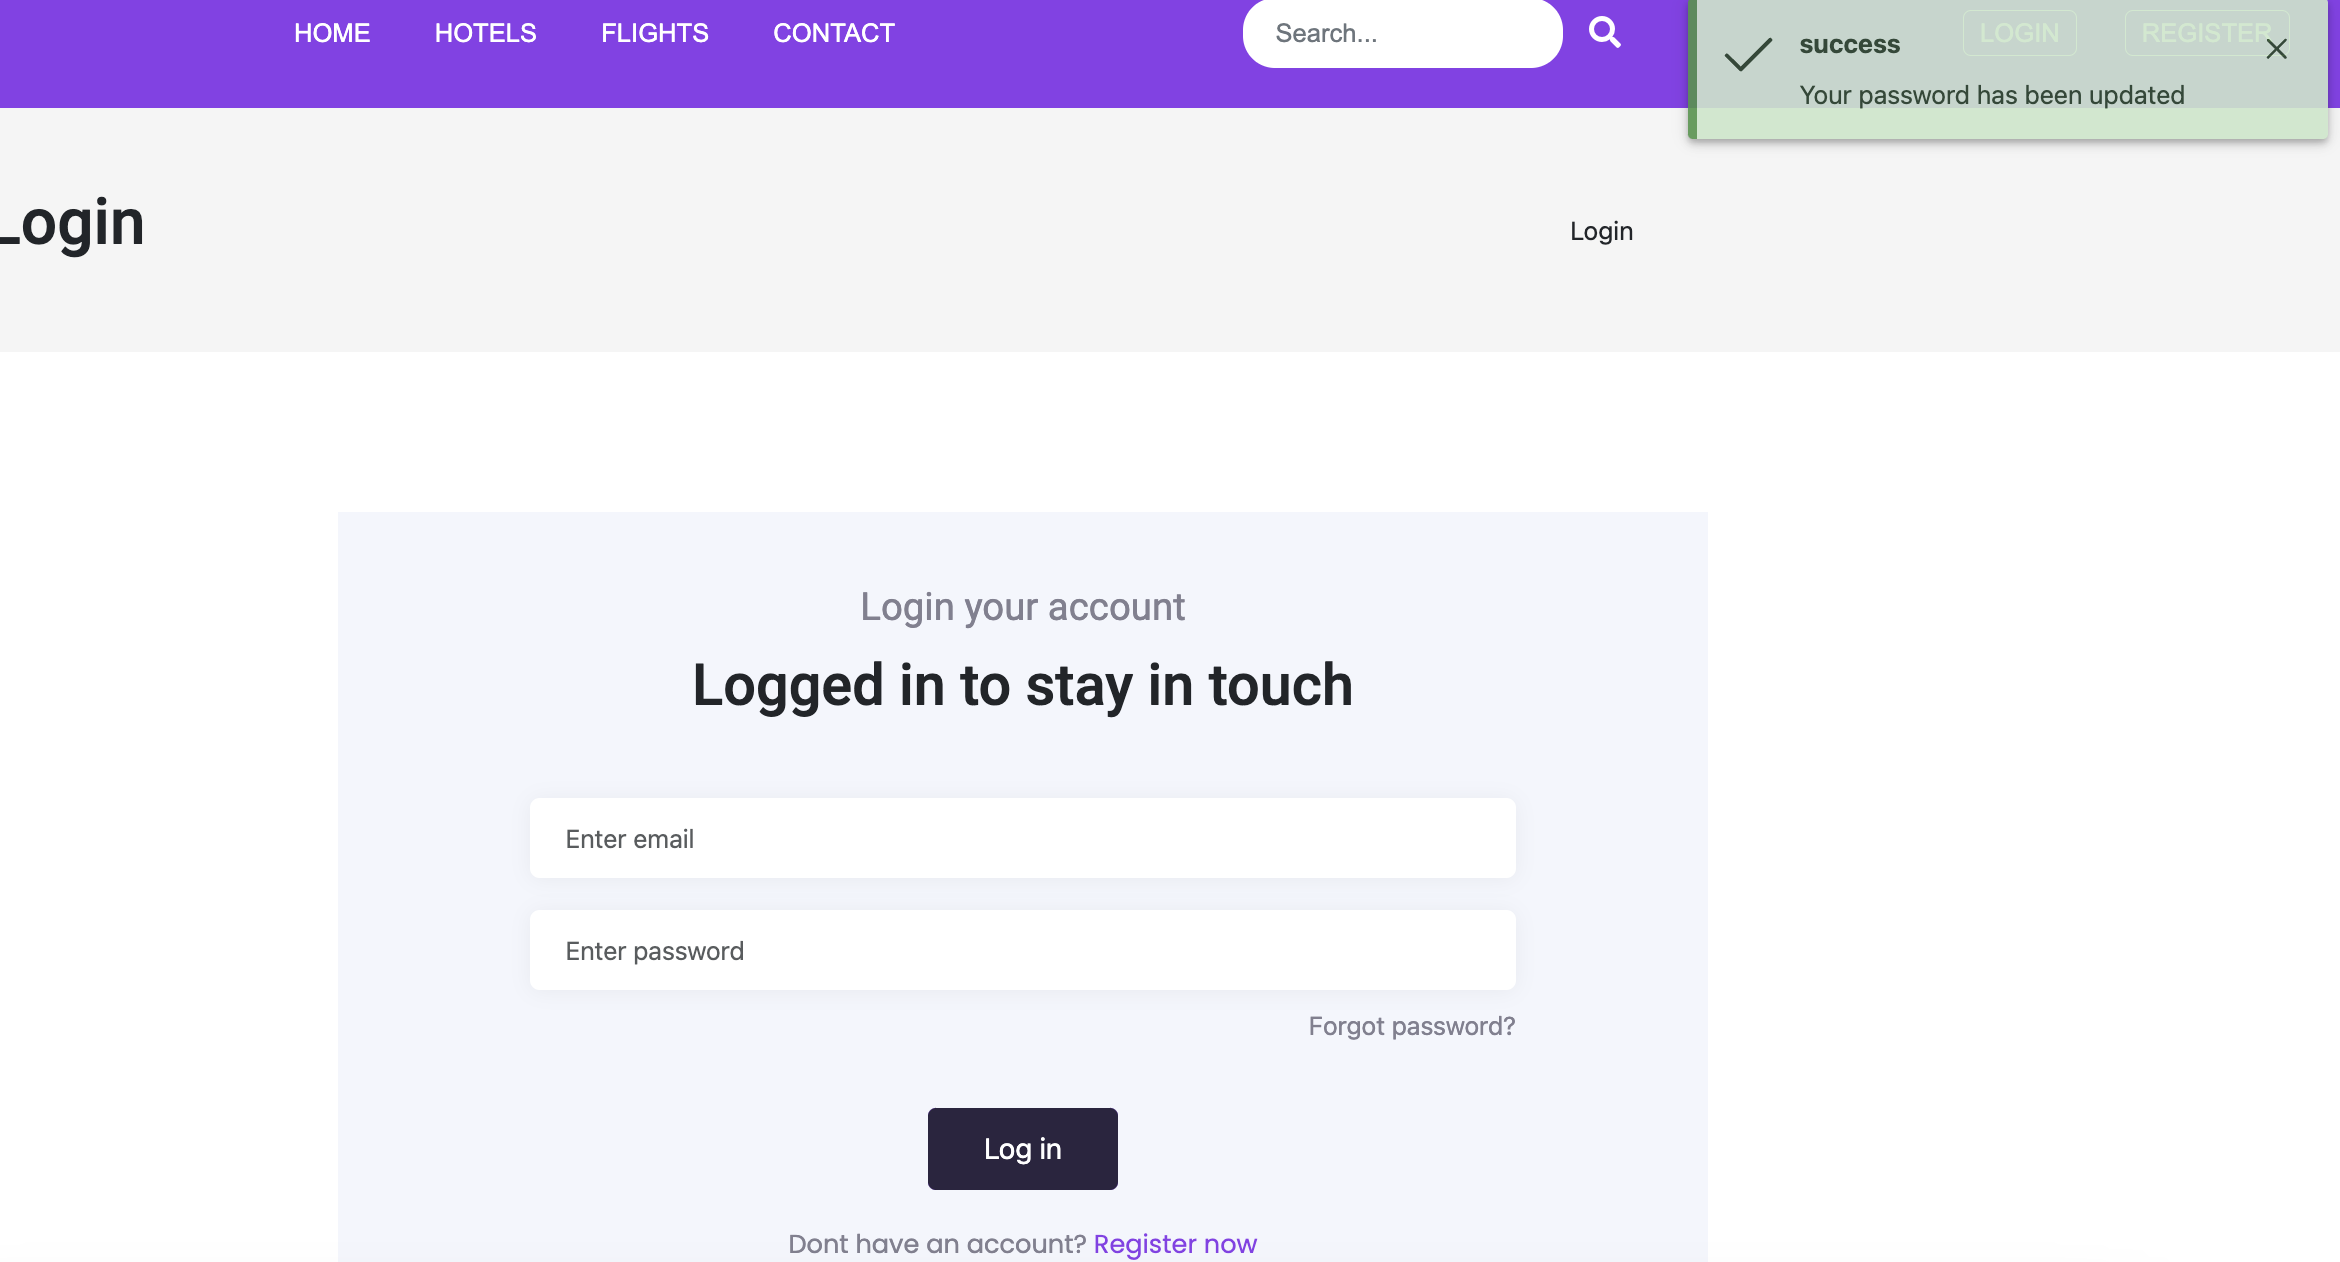 HOME HOTELS FLIGHTS CONTACT Search... LOGIN REGISTER
success
Your password has been updated
Login
Login
Login your account
Logged in to stay in touch
Enter email
Enter password
Forgot password?
Log in
Dont have an account? Register now